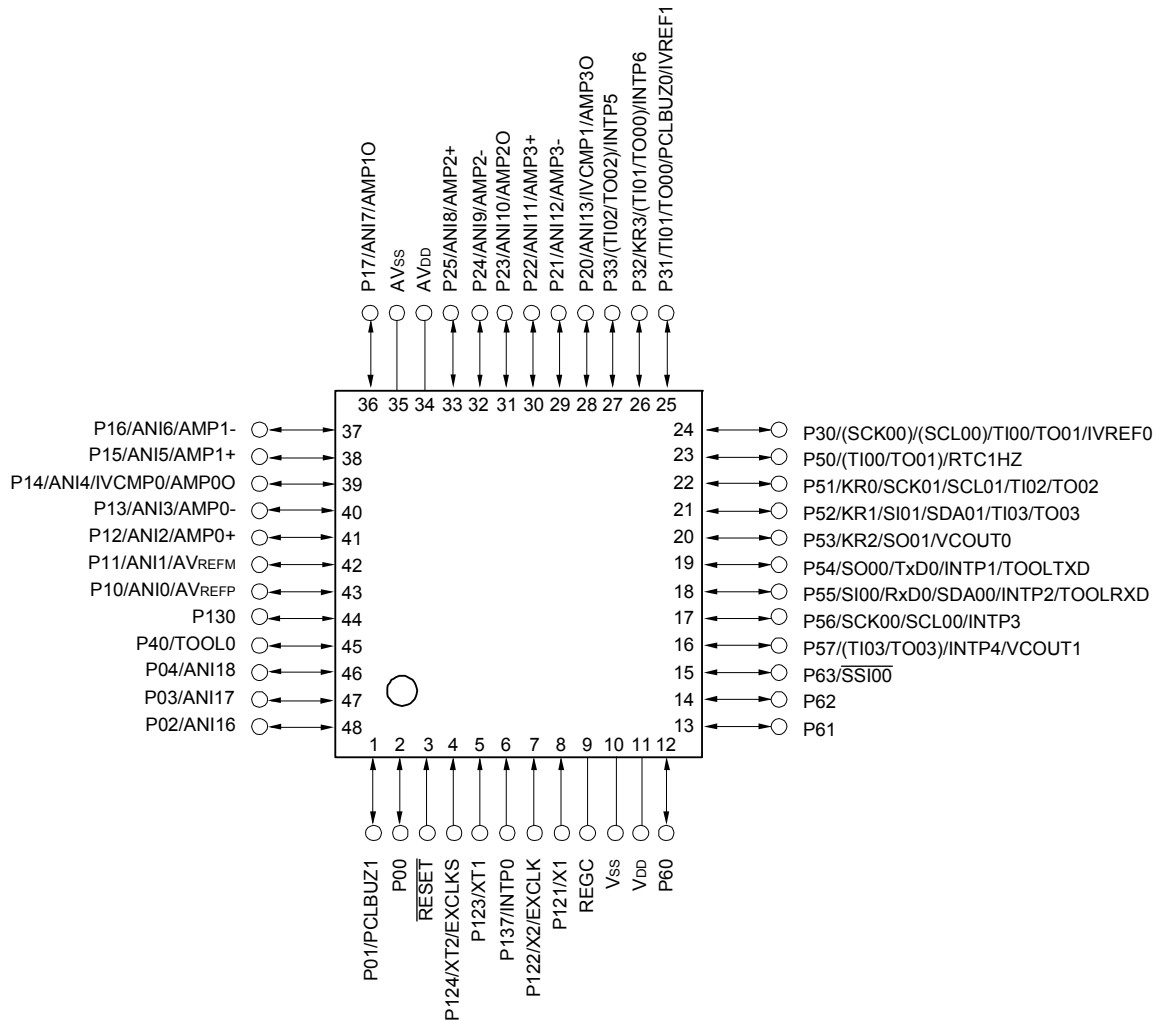 P17/ANI7/AMP1O
AVSS
AVDD
P25/ANI8/AMP2+
P24/ANI9/AMP2-
P23/ANI10/AMP2O
P22/ANI11/AMP3+
P21/ANI12/AMP3-
P20/ANI13/IVCMP1/AMP3O
P33/(TI02/TO02)/INTP5
P32/KR3/(TI01/TO00)/INTP6
P31/TI01/TO00/PCLBUZ0/IVREF1
36 35 34 33 32 31 30 29 28 27 26 25
P16/ANI6/AMP1- 37
P15/ANI5/AMP1+ 38
P14/ANI4/IVCMP0/AMP0O 39
P13/ANI3/AMP0- 40
P12/ANI2/AMP0+ 41
P11/ANI1/AVREFM 42
P10/ANI0/AVREFP 43
P130 44
P40/TOOL0 45
P04/ANI18 46
P03/ANI17 47
P02/ANI16 48
24 P30/(SCK00)/(SCL00)/TI00/TO01/IVREF0
23 P50/(TI00/TO01)/RTC1HZ
22 P51/KR0/SCK01/SCL01/TI02/TO02
21 P52/KR1/SI01/SDA01/TI03/TO03
20 P53/KR2/SO01/VCOUT0
19 P54/SO00/TxD0/INTP1/TOOLTXD
18 P55/SI00/RxD0/SDA00/INTP2/TOOLRXD
17 P56/SCK00/SCL00/INTP3
16 P57/(TI03/TO03)/INTP4/VCOUT1
15 P63/SSI00
14 P62
13 P61
1 2 3 4 5 6 7 8 9 10 11 12
P01/PCLBUZ1
P00
RESET
P124/XT2/EXCLKS
P123/XT1
P137/INTP0
P122/X2/EXCLK
P121/X1
REGC
VSS
VDD
P60